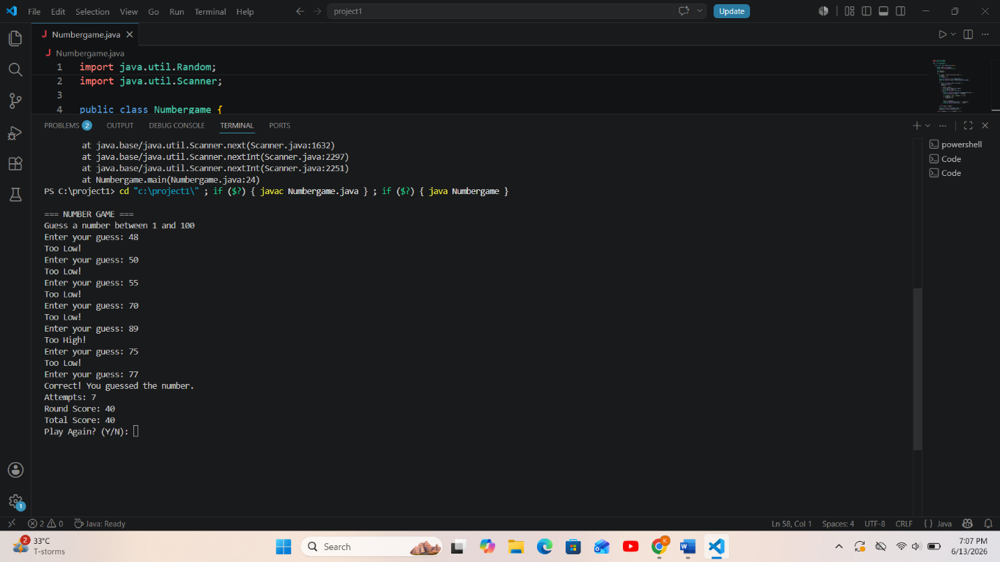 File Edit Selection View Go Run Terminal Help
project1
Update
J Numbergame.java
J Numbergame.java
1 import java.util.Random;
2 import java.util.Scanner;
3
4 public class Numbergame {
PROBLEMS 2 OUTPUT DEBUG CONSOLE TERMINAL PORTS
at java.base/java.util.Scanner.next(Scanner.java:1632)
at java.base/java.util.Scanner.nextInt(Scanner.java:2297)
at java.base/java.util.Scanner.nextInt(Scanner.java:2251)
at Numbergame.main(Numbergame.java:24)
PS C:\project1> cd "c:\project1\" ; if ($?) { javac Numbergame.java } ; if ($?) { java Numbergame }
=== NUMBER GAME ===
Guess a number between 1 and 100
Enter your guess: 48
Too Low!
Enter your guess: 50
Too Low!
Enter your guess: 55
Too Low!
Enter your guess: 70
Too Low!
Enter your guess: 89
Too High!
Enter your guess: 75
Too Low!
Enter your guess: 77
Correct! You guessed the number.
Attempts: 7
Round Score: 40
Total Score: 40
Play Again? (Y/N):
powershell
Code
Code
1
2 0 Java: Ready
Ln 58, Col 1 Spaces: 4 UTF-8 CRLF { } Java
2
33°C
T-storms
Search
K
W
7:07 PM
6/13/2026